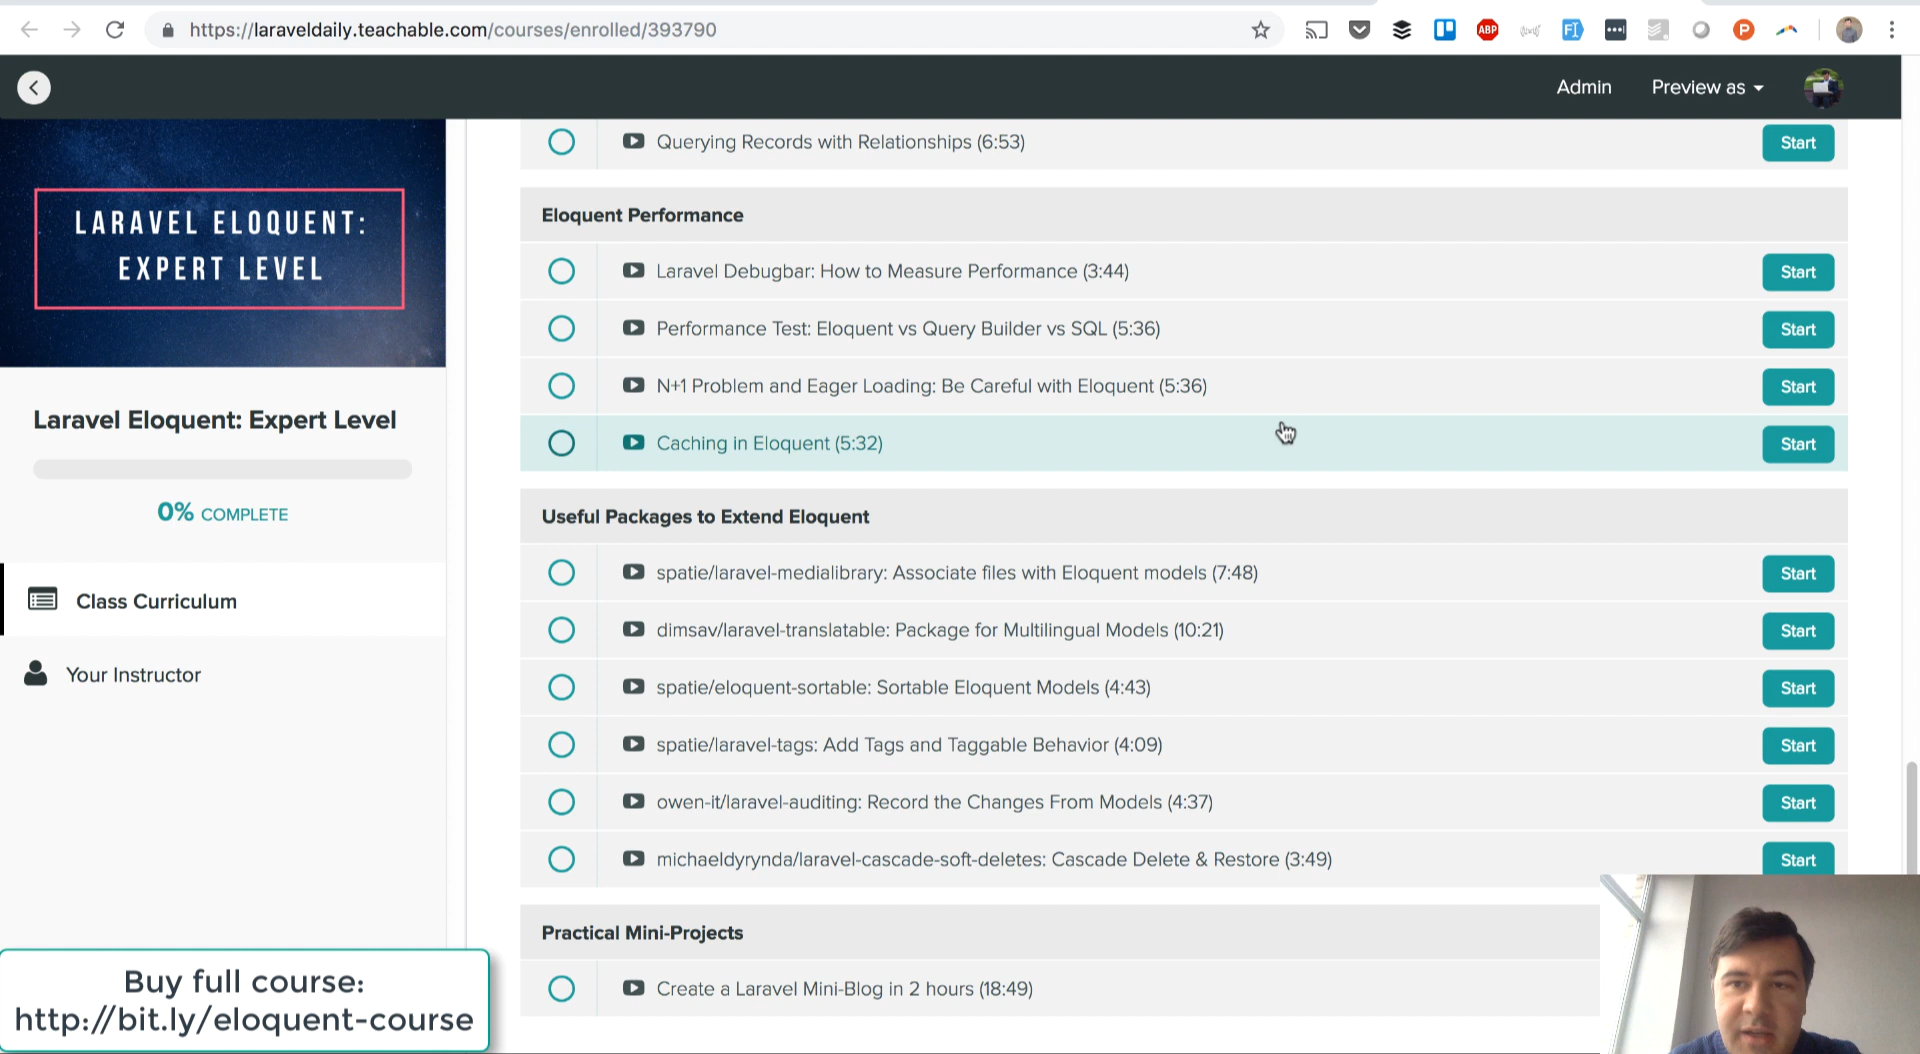 https://laraveldaily.teachable.com/courses/enrolled/393790
ABP
P
Admin
Preview as
LARAVEL ELOQUENT:
EXPERT LEVEL
Laravel Eloquent: Expert Level
0% COMPLETE
Class Curriculum
Your Instructor
Querying Records with Relationships (6:53)
Start
Eloquent Performance
Laravel Debugbar: How to Measure Performance (3:44)
Start
Performance Test: Eloquent vs Query Builder vs SQL (5:36)
Start
N+1 Problem and Eager Loading: Be Careful with Eloquent (5:36)
Start
Caching in Eloquent (5:32)
Start
Useful Packages to Extend Eloquent
spatie/laravel-medialibrary: Associate files with Eloquent models (7:48)
Start
dimsav/laravel-translatable: Package for Multilingual Models (10:21)
Start
spatie/eloquent-sortable: Sortable Eloquent Models (4:43)
Start
spatie/laravel-tags: Add Tags and Taggable Behavior (4:09)
Start
owen-it/laravel-auditing: Record the Changes From Models (4:37)
Start
michaeldyrynda/laravel-cascade-soft-deletes: Cascade Delete & Restore (3:49)
Start
Practical Mini-Projects
Create a Laravel Mini-Blog in 2 hours (18:49)
Buy full course:
http://bit.ly/eloquent-course